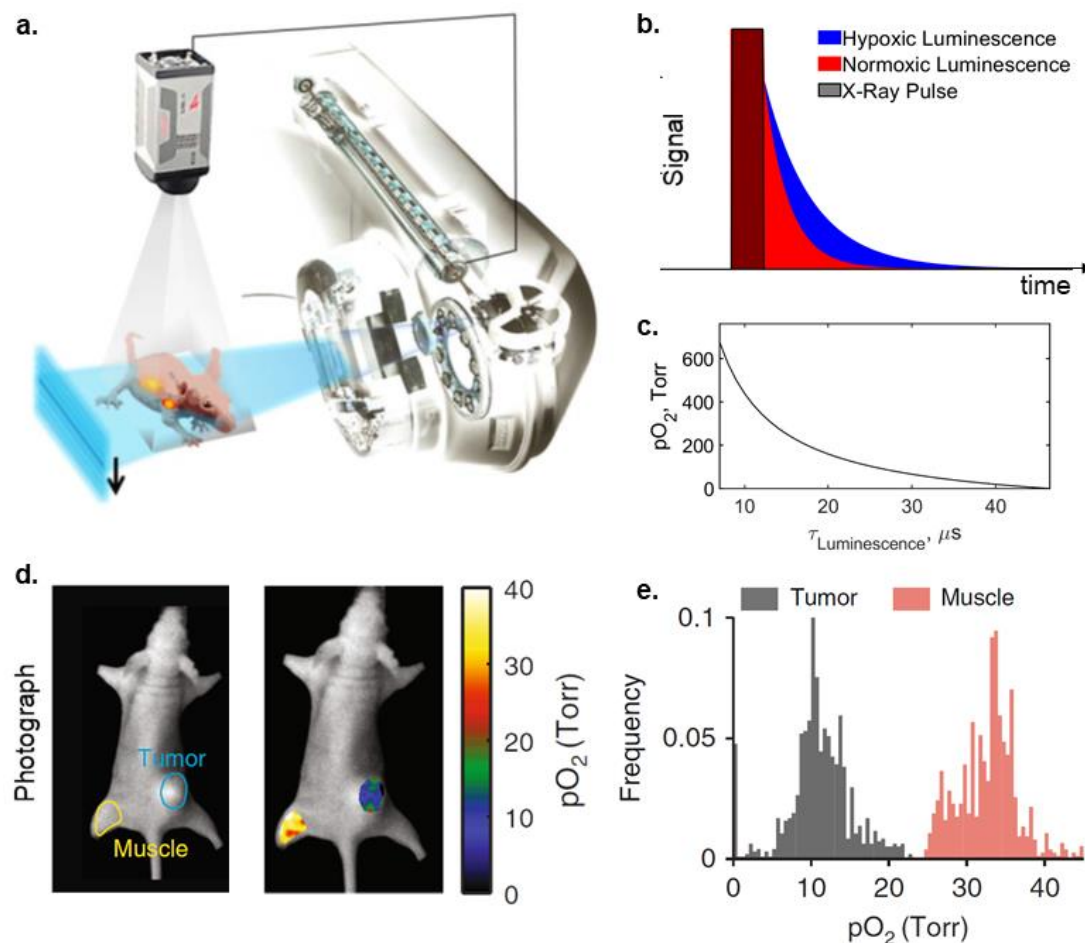 a.
b.
Hypoxic Luminescence
Normoxic Luminescence
X-Ray Pulse
Signal
time
c.
pO2, Torr
600
400
200
0
10
20
30
40
τLuminescence, μs
d.
Photograph
Tumor
Muscle
40
30
20
10
0
pO2 (Torr)
e.
Tumor
Muscle
Frequency
0.1
0.05
0
0
10
20
30
40
pO2 (Torr)